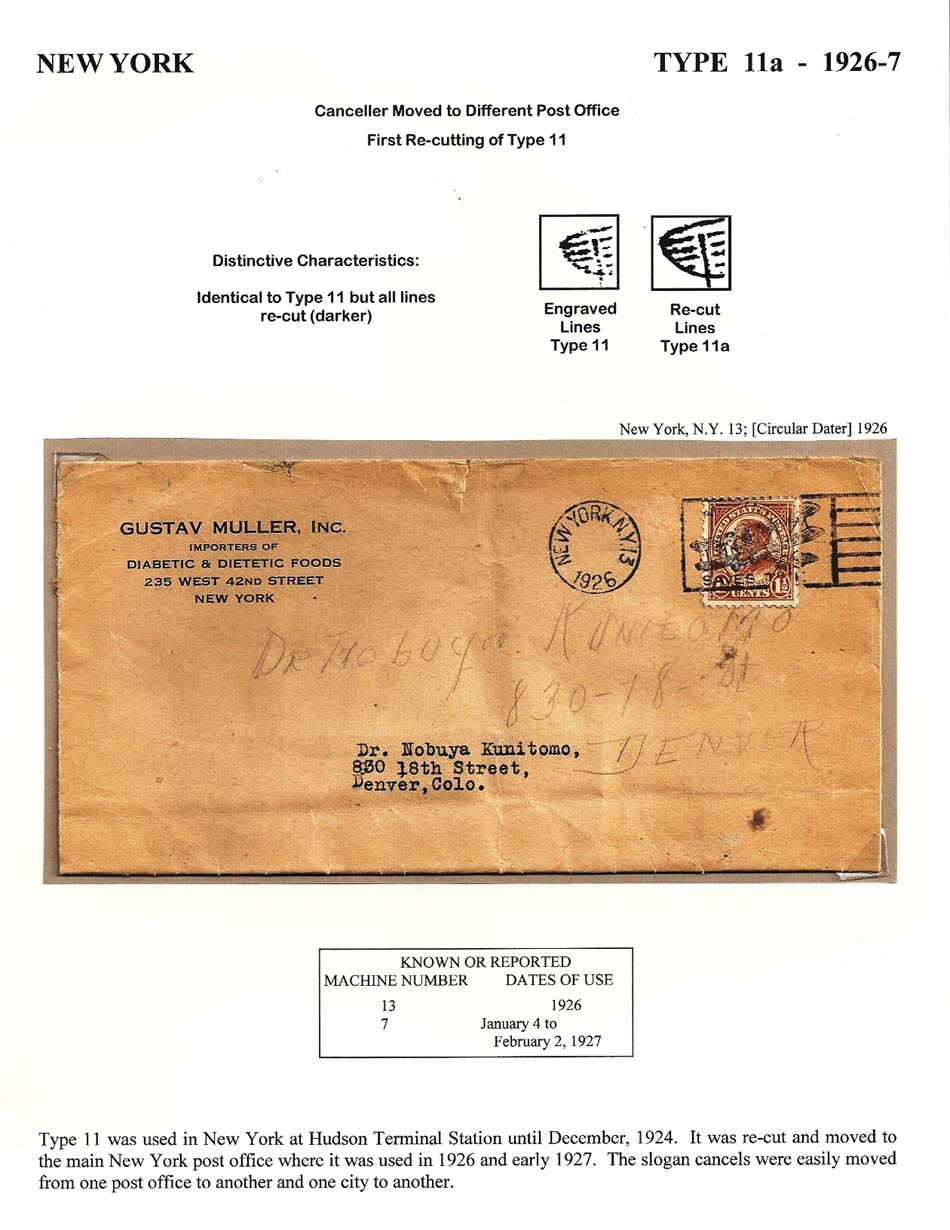 NEW YORK TYPE 11a - 1926-7
Canceller Moved to Different Post Office
First Re-cutting of Type 11
Distinctive Characteristics:
Identical to Type 11 but all lines
re-cut (darker)
Engraved
Lines
Type 11
Re-cut
Lines
Type 11a
New York, N.Y. 13; [Circular Dater] 1926
GUSTAV MULLER, INC.
IMPORTERS OF
DIABETIC & DIETETIC FOODS
235 WEST 42ND STREET
NEW YORK
NEW YORK, N.Y. 13
1926
CENTS 1½
Dr Nobuya Kunitomo
830-18- St
DENVER
Dr. Nobuya Kunitomo,
830 18th Street,
Denver,Colo.
KNOWN OR REPORTED
MACHINE NUMBER DATES OF USE
13 1926
7 January 4 to
February 2, 1927
Type 11 was used in New York at Hudson Terminal Station until December, 1924. It was re-cut and moved to
the main New York post office where it was used in 1926 and early 1927. The slogan cancels were easily moved
from one post office to another and one city to another.